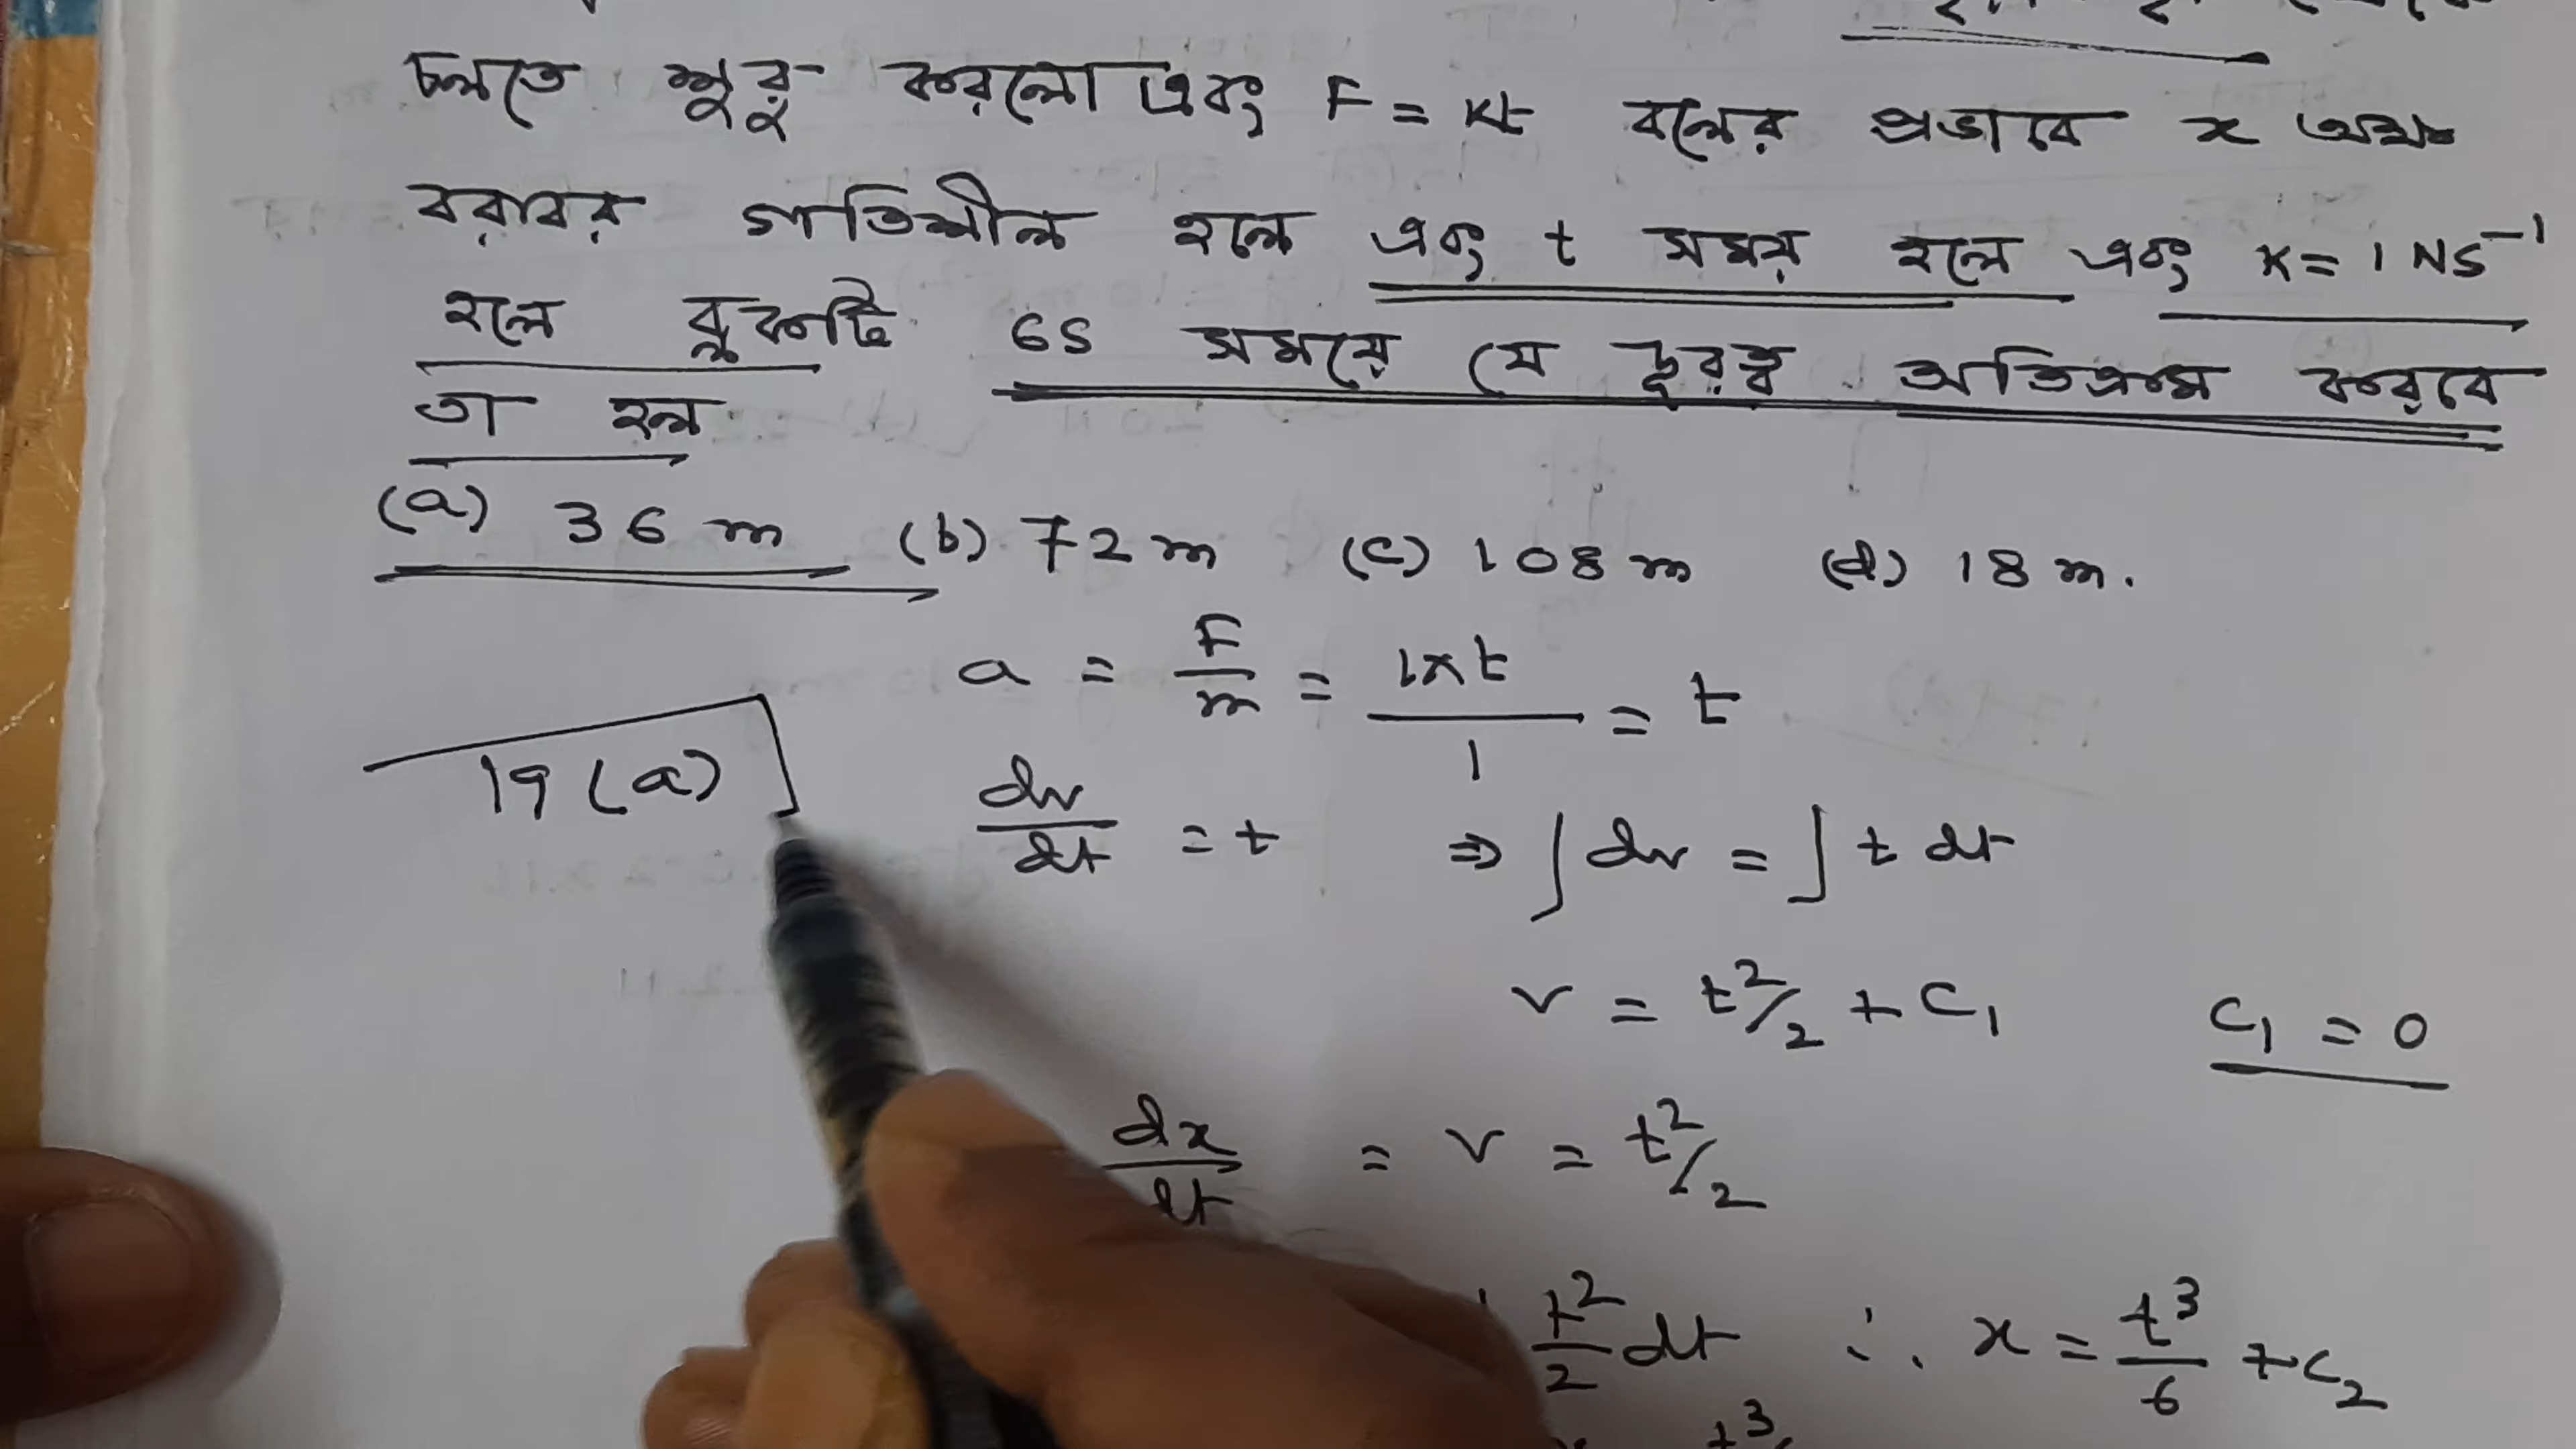 চলতে শুরু করলো এবং F = Kt বলের প্রভাবে x অক্ষ
বরাবর গতিশীল হলে এবং t সময় হলে এবং K = 1 NS⁻¹
হলে ব্লকটি 6S সময়ে যে দূরত্ব অতিক্রম করবে
তা হল
(a) 36 m (b) 72 m (c) 108 m (d) 18 m.
a = F/m = 1×t/1 = t
19 (a)
dv/dt = t ⇒ ∫ dv = ∫ t dt
v = t²/2 + C₁ C₁ = 0
dx/dt = v = t²/2
t²/2 dt ∴ x = t³/6 + C₂